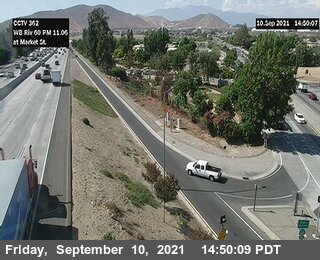 CCTV 362
WB Riv 60 PM 11.06
at Market St.
10.Sep 2021 14:50:07
Friday, September 10, 2021 14:50:09 PDT